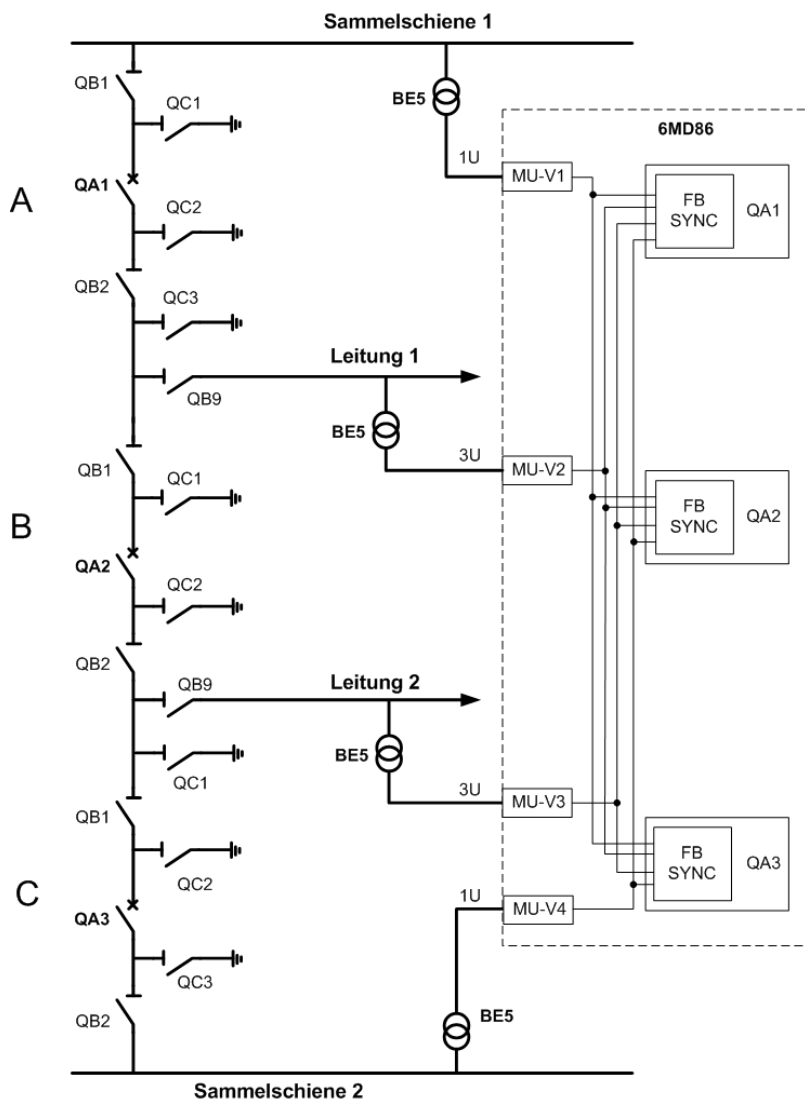 Sammelschiene 1
QB1
QC1
BE5
6MD86
1U
MU-V1
A
QA1
QC2
FB
SYNC
QA1
QB2
QC3
Leitung 1
QB9
BE5
3U
MU-V2
QB1
QC1
B
FB
SYNC
QA2
QA2
QC2
QB2
QB9
Leitung 2
BE5
QC1
3U
MU-V3
QB1
QC2
FB
SYNC
QA3
C
1U
MU-V4
QA3
QC3
QB2
BE5
Sammelschiene 2